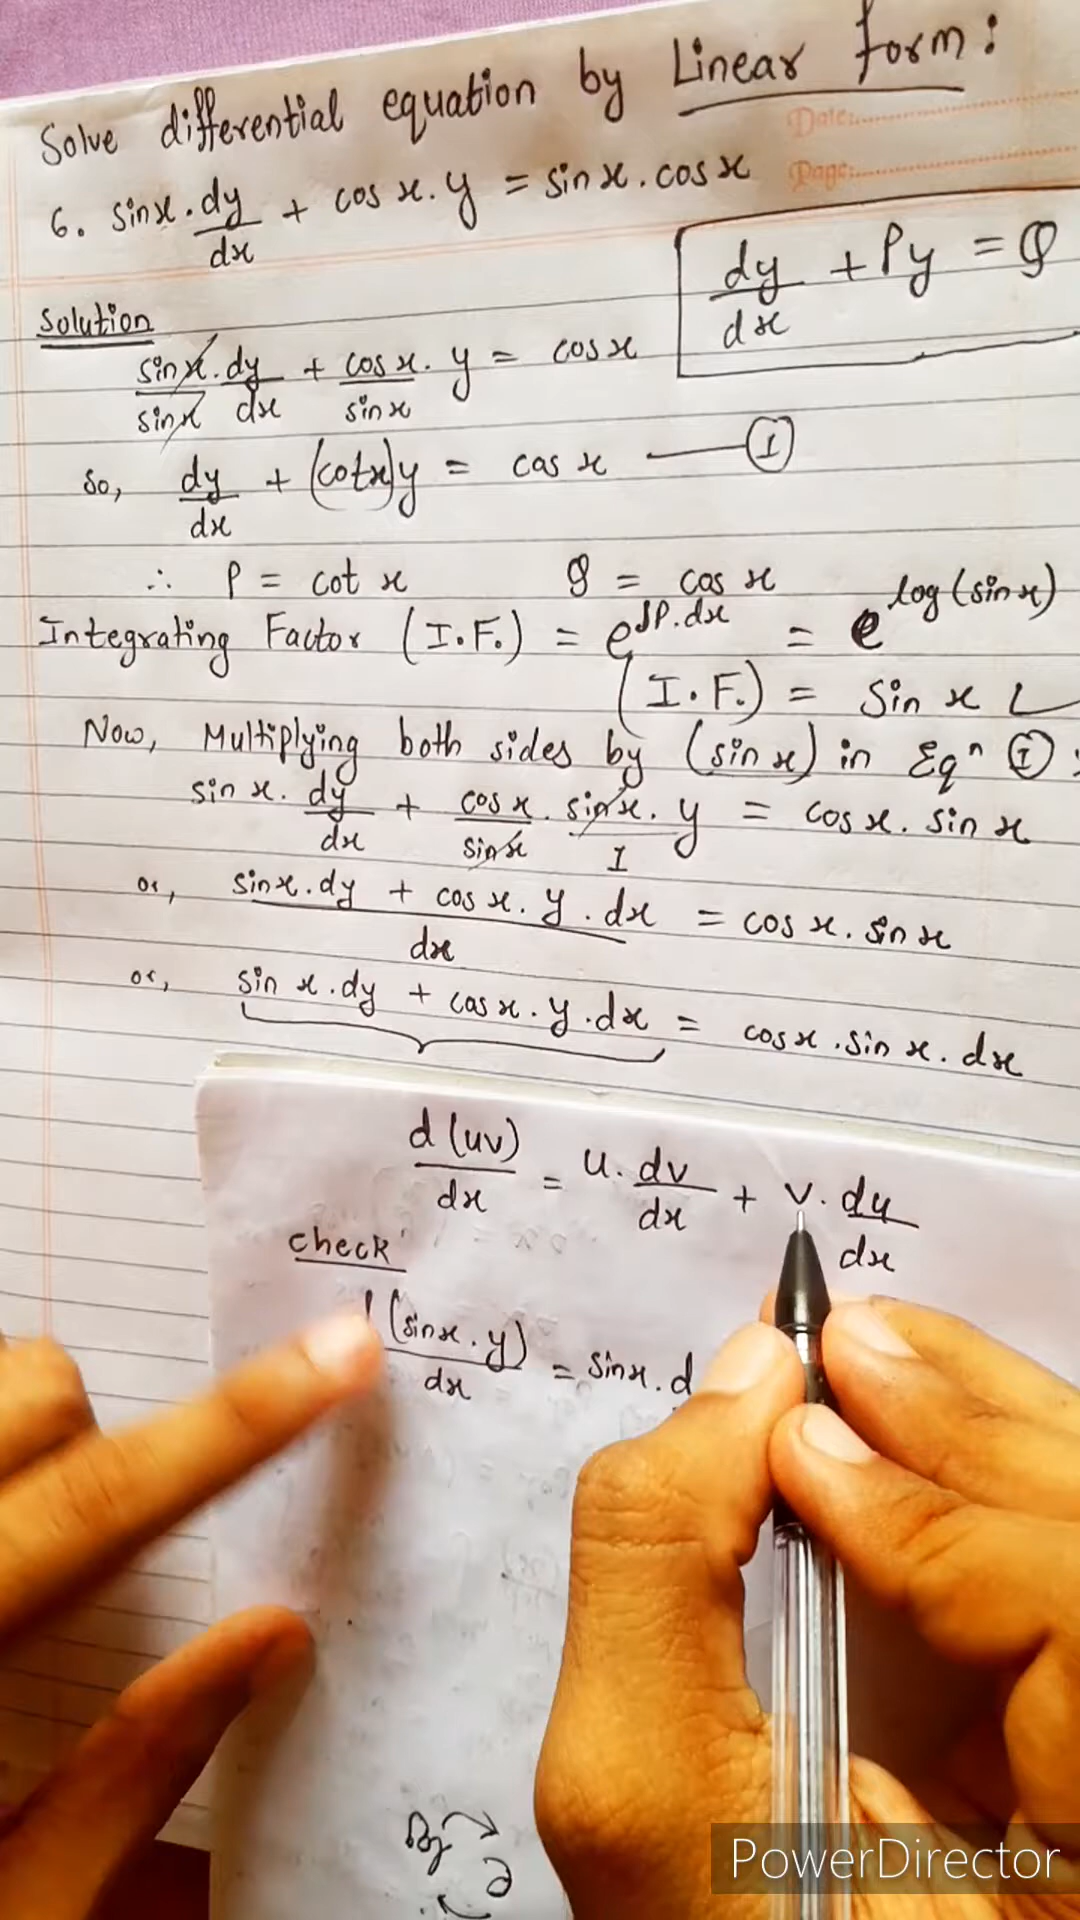 Solve differential equation by Linear form:
Date:
Page:
6. sinx.dy/dx + cos x.y = sin x.cos x
dy/dx + Py = Q
Solution
sinx/sinx.dy/dx + cos x/sin x.y = cos x
So, dy/dx + (cotx)y = cos x —— (I)
∴ P = cot x Q = cos x
Integrating Factor (I.F.) = e^∫P.dx = e^log(sin x)
(I.F.) = Sin x
Now, Multiplying both sides by (sin x) in Eqⁿ (I):
sin x.dy/dx + cos x/sin x.sin x/1.y = cos x. sin x
or, sinx.dy + cos x.y.dx/dx = cos x. sin x
or, sin x.dy + cos x.y.dx = cos x.sin x.dx
d(uv)/dx = u.dv/dx + v.du/dx
Check
(sin x.y)/dx = sin x.d
By
PowerDirector